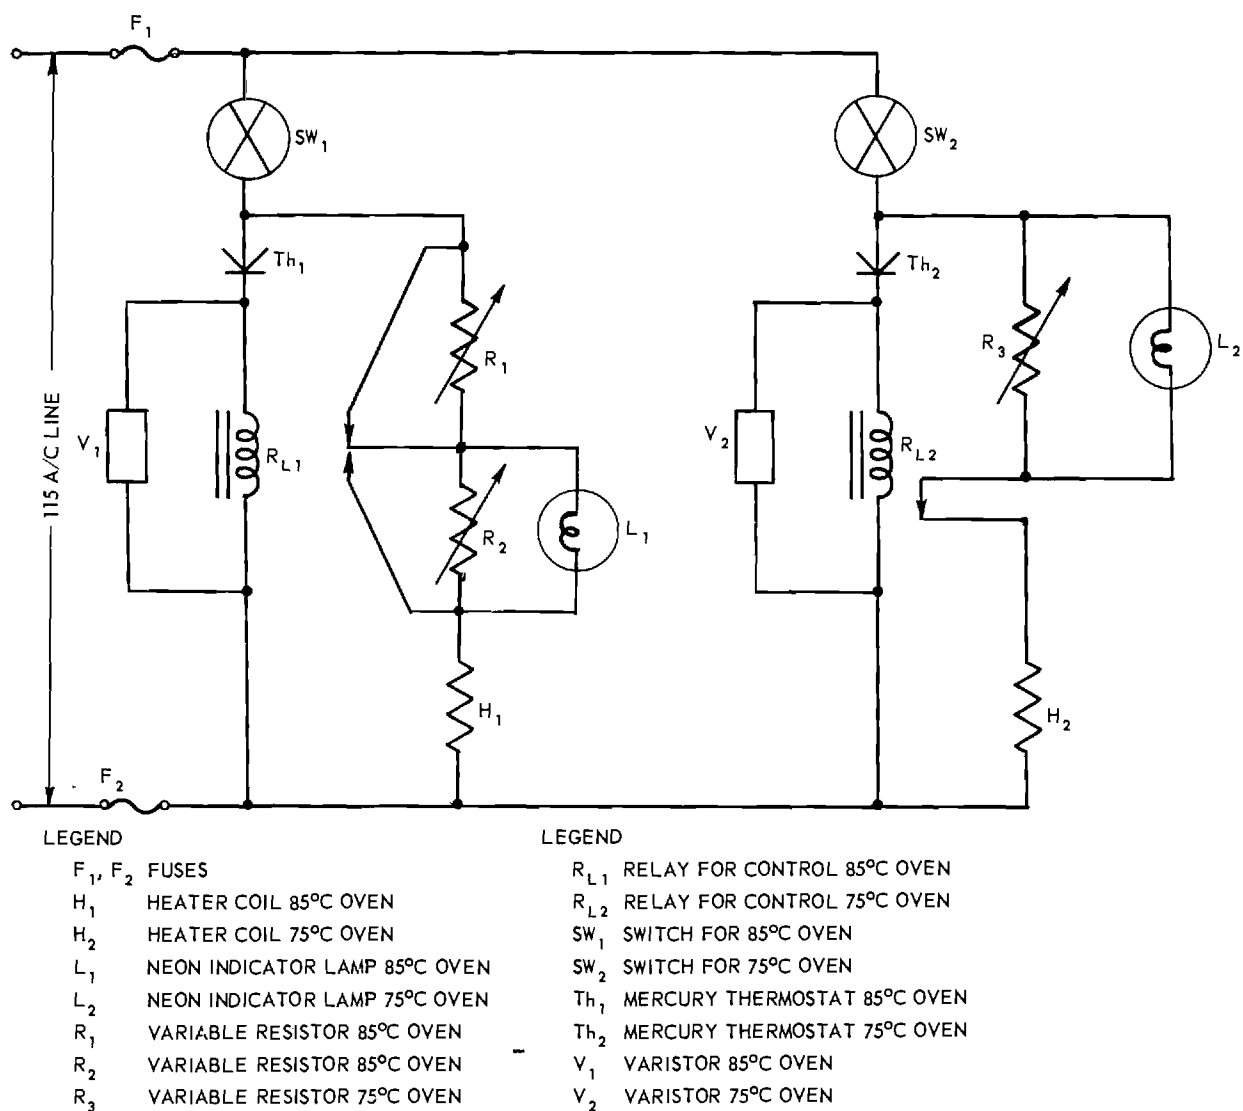 F₁
SW₁
SW₂
Th₁
Th₂
R₁
R₃
L₂
115 A/C LINE
V₁
R_L1
V₂
R_L2
R₂
L₁
H₁
H₂
F₂
LEGEND
F₁, F₂ FUSES
H₁ HEATER COIL 85°C OVEN
H₂ HEATER COIL 75°C OVEN
L₁ NEON INDICATOR LAMP 85°C OVEN
L₂ NEON INDICATOR LAMP 75°C OVEN
R₁ VARIABLE RESISTOR 85°C OVEN
R₂ VARIABLE RESISTOR 85°C OVEN
R₃ VARIABLE RESISTOR 75°C OVEN
LEGEND
R_L1 RELAY FOR CONTROL 85°C OVEN
R_L2 RELAY FOR CONTROL 75°C OVEN
SW₁ SWITCH FOR 85°C OVEN
SW₂ SWITCH FOR 75°C OVEN
Th₁ MERCURY THERMOSTAT 85°C OVEN
Th₂ MERCURY THERMOSTAT 75°C OVEN
V₁ VARISTOR 85°C OVEN
V₂ VARISTOR 75°C OVEN